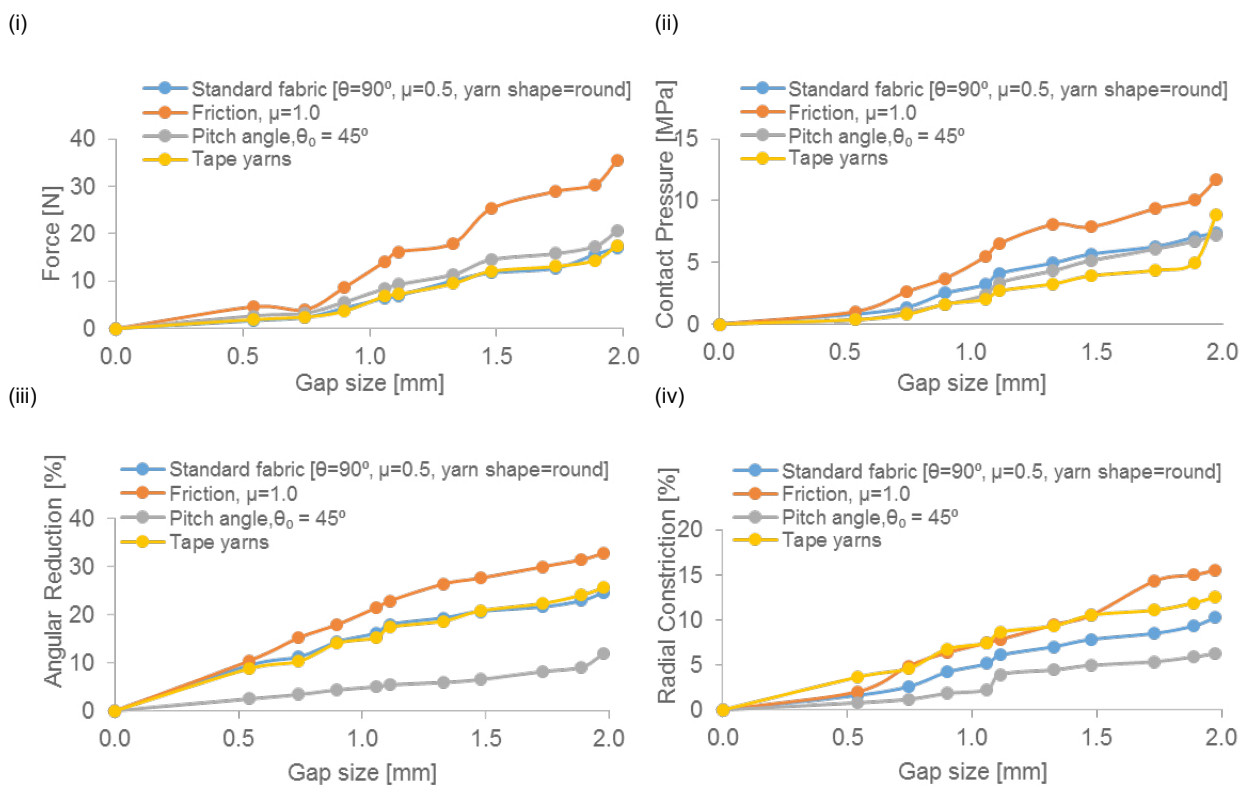 (i)
Standard fabric [θ=90º, µ=0.5, yarn shape=round]
Friction, µ=1.0
Pitch angle,θ₀ = 45º
Tape yarns
Force [N]
40
30
20
10
0
0.0 0.5 1.0 1.5 2.0
Gap size [mm]
(ii)
Standard fabric [θ=90º, µ=0.5, yarn shape=round]
Friction, µ=1.0
Pitch angle,θ₀ = 45º
Tape yarns
Contact Pressure [MPa]
15
10
5
0
0.0 0.5 1.0 1.5 2.0
Gap size [mm]
(iii)
Standard fabric [θ=90º, µ=0.5, yarn shape=round]
Friction, µ=1.0
Pitch angle,θ₀ = 45º
Tape yarns
Angular Reduction [%]
40
30
20
10
0
0.0 0.5 1.0 1.5 2.0
Gap size [mm]
(iv)
Standard fabric [θ=90º, µ=0.5, yarn shape=round]
Friction, µ=1.0
Pitch angle,θ₀ = 45º
Tape yarns
Radial Constriction [%]
20
15
10
5
0
0.0 0.5 1.0 1.5 2.0
Gap size [mm]